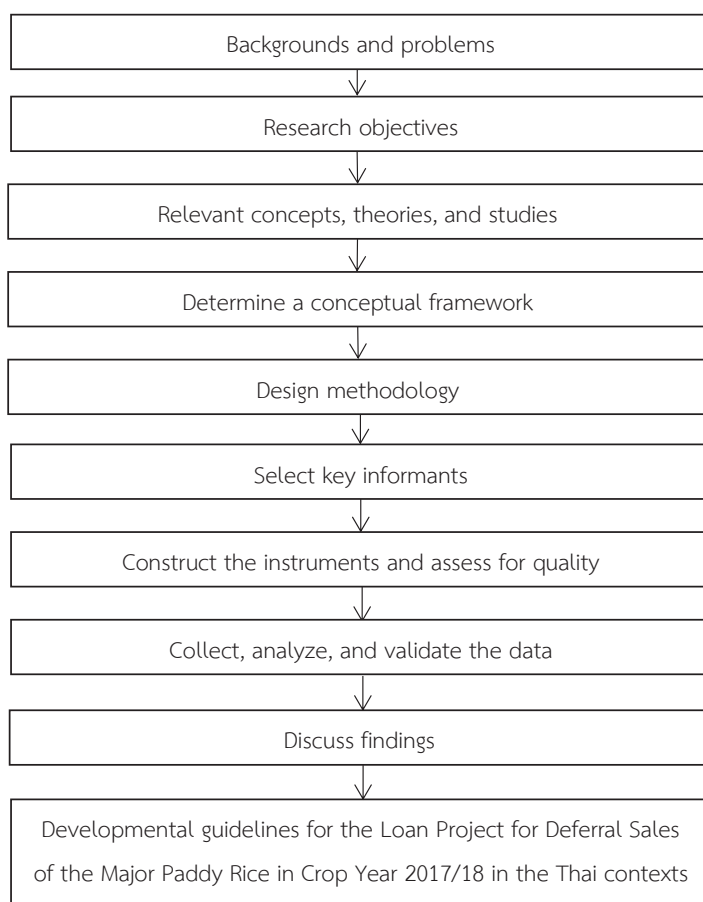 Backgrounds and problems
Research objectives
Relevant concepts, theories, and studies
Determine a conceptual framework
Design methodology
Select key informants
Construct the instruments and assess for quality
Collect, analyze, and validate the data
Discuss findings
Developmental guidelines for the Loan Project for Deferral Sales
of the Major Paddy Rice in Crop Year 2017/18 in the Thai contexts